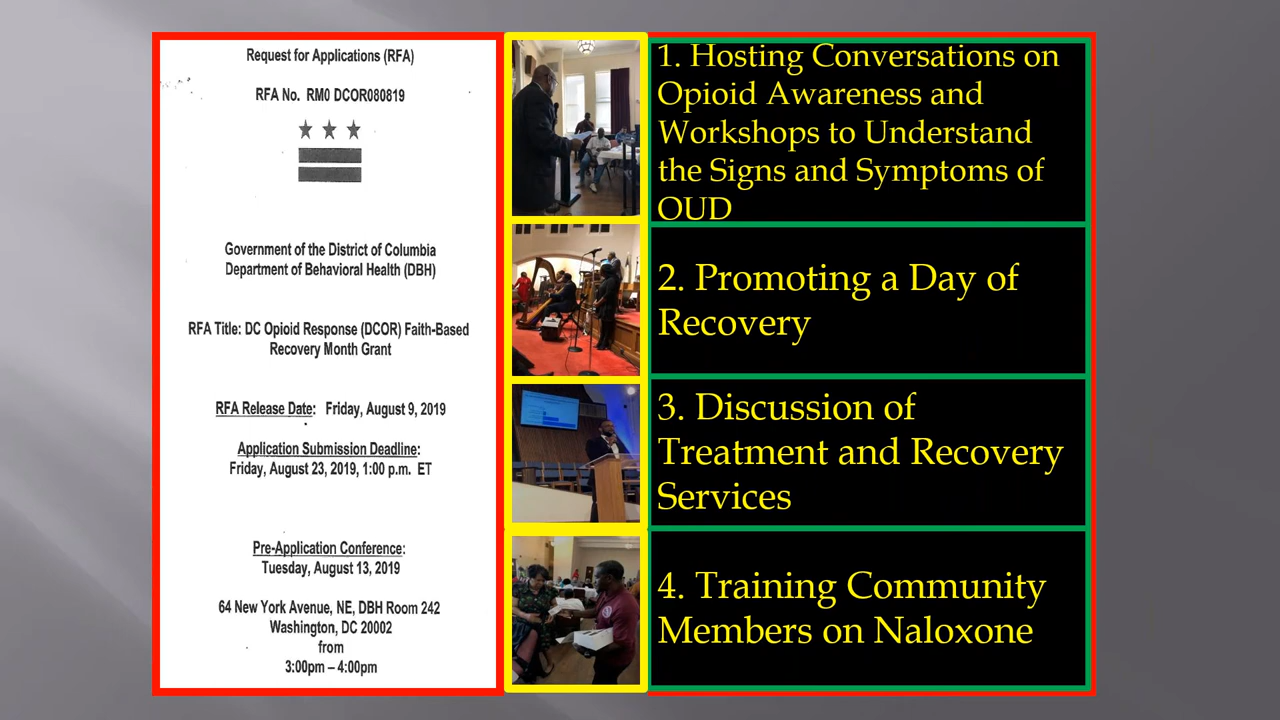 Request for Applications (RFA)
RFA No. RM0 DCOR080819
Government of the District of Columbia
Department of Behavioral Health (DBH)
RFA Title: DC Opioid Response (DCOR) Faith-Based
Recovery Month Grant
RFA Release Date: Friday, August 9, 2019
Application Submission Deadline:
Friday, August 23, 2019, 1:00 p.m. ET
Pre-Application Conference:
Tuesday, August 13, 2019
64 New York Avenue, NE, DBH Room 242
Washington, DC 20002
from
3:00pm – 4:00pm
1. Hosting Conversations on
Opioid Awareness and
Workshops to Understand
the Signs and Symptoms of
OUD
2. Promoting a Day of
Recovery
3. Discussion of
Treatment and Recovery
Services
4. Training Community
Members on Naloxone